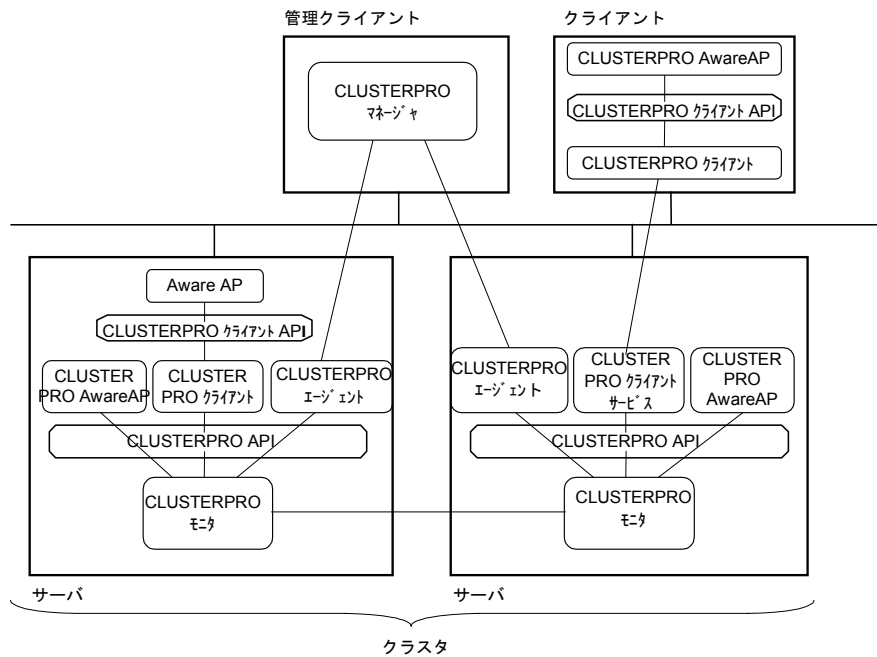 管理クライアント
クライアント
CLUSTERPRO
ﾏﾈｰｼﾞｬ
CLUSTERPRO AwareAP
CLUSTERPRO ｸﾗｲｱﾝﾄ API
CLUSTERPRO ｸﾗｲｱﾝﾄ
Aware AP
CLUSTERPRO ｸﾗｲｱﾝﾄ API
CLUSTER
PRO AwareAP
CLUSTER
PRO ｸﾗｲｱﾝﾄ
CLUSTERPRO
ｴｰｼﾞｪﾝﾄ
CLUSTERPRO API
CLUSTERPRO
ﾓﾆﾀ
サーバ
CLUSTERPRO
ｴｰｼﾞｪﾝﾄ
CLUSTER
PRO ｸﾗｲｱﾝﾄ
ｻｰﾋﾞｽ
CLUSTER
PRO
AwareAP
CLUSTERPRO API
CLUSTERPRO
ﾓﾆﾀ
サーバ
クラスタ